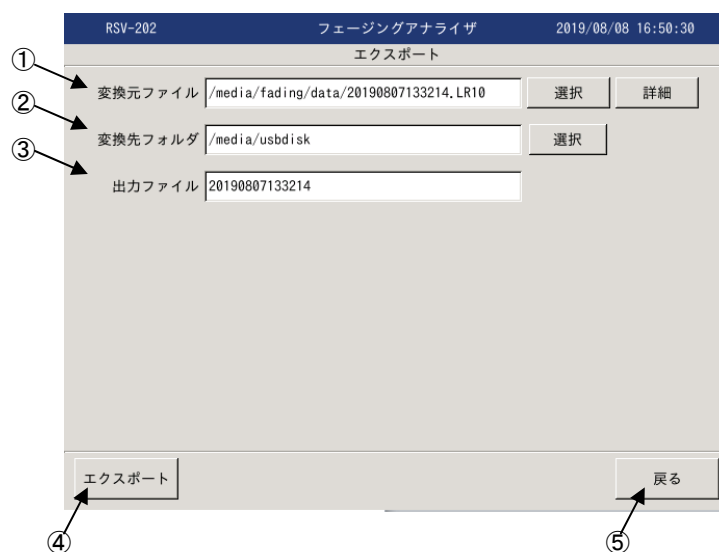 RSV-202 フェージングアナライザ 2019/08/08 16:50:30
エクスポート
①
変換元ファイル /media/fading/data/20190807133214.LR10 選択 詳細
②
変換先フォルダ /media/usbdisk 選択
③
出力ファイル 20190807133214
エクスポート 戻る
④ ⑤